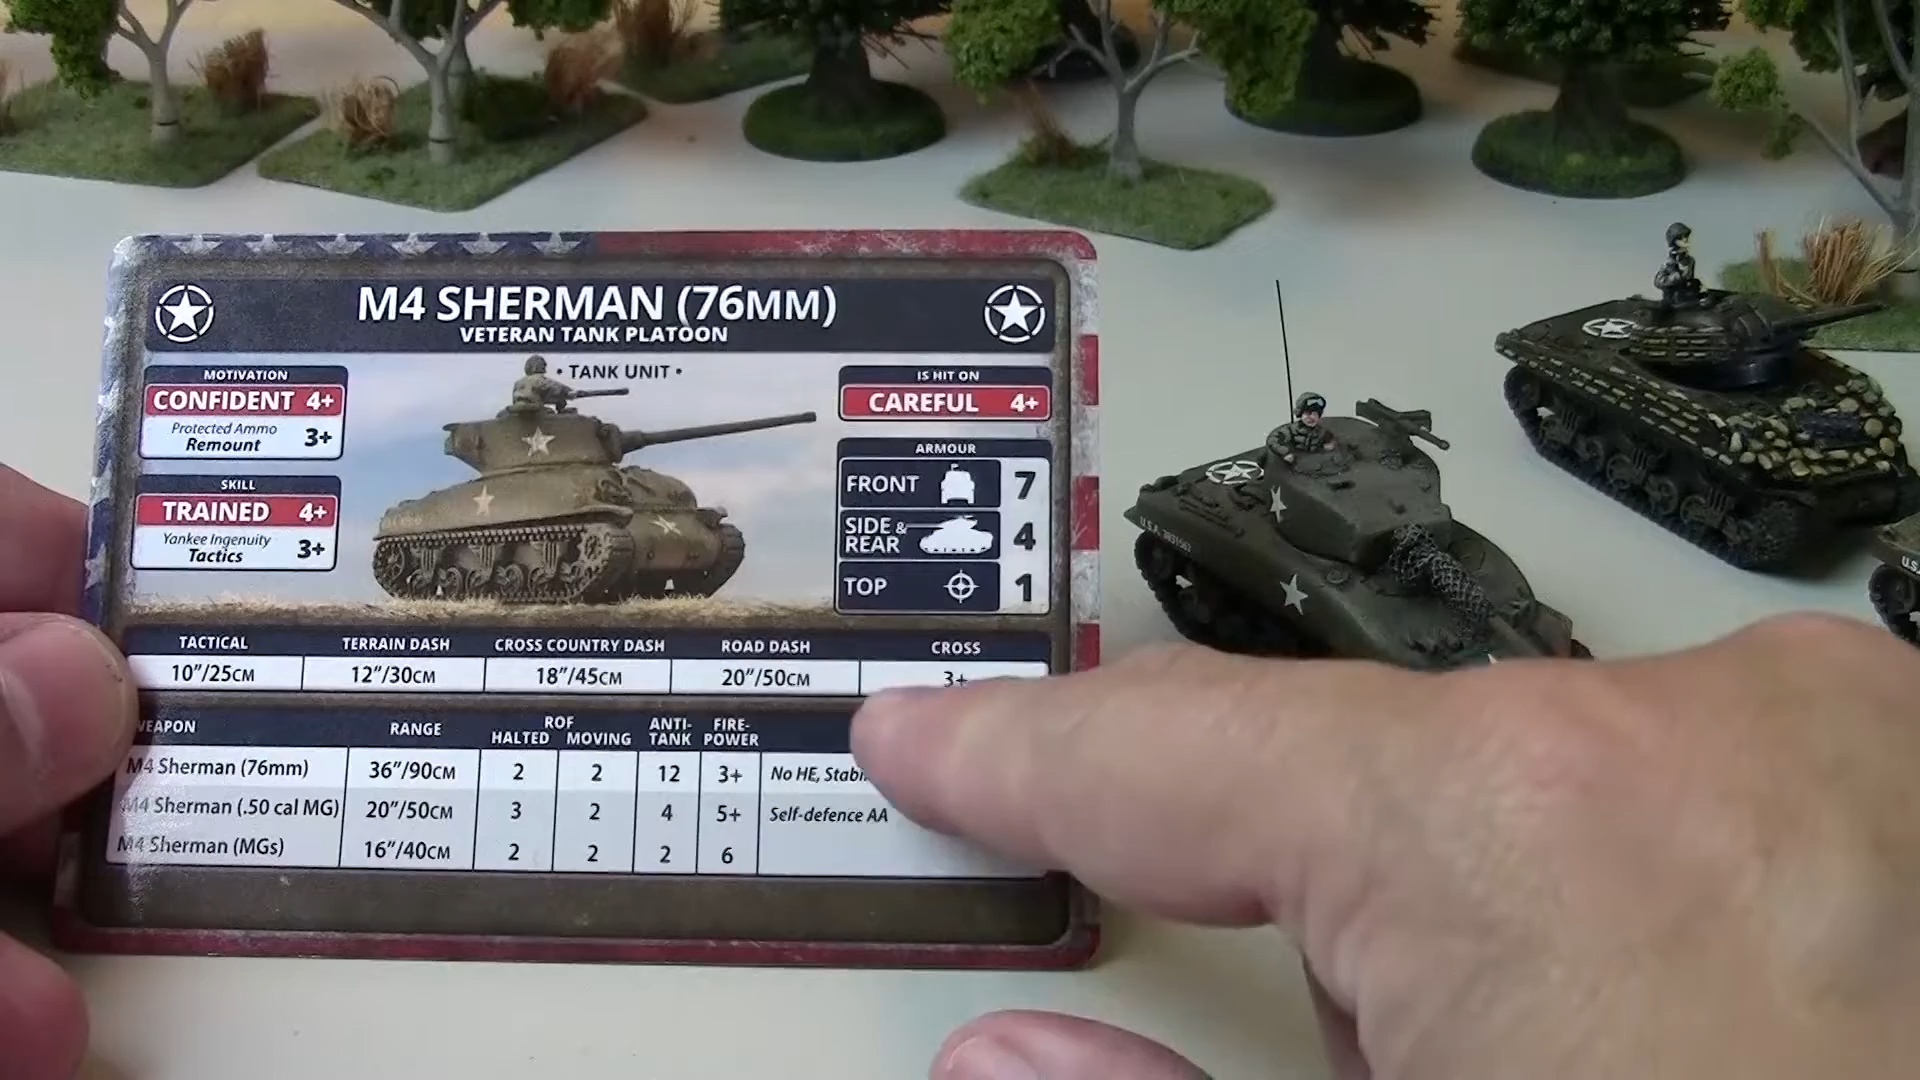 M4 SHERMAN (76MM)
VETERAN TANK PLATOON
• TANK UNIT •
MOTIVATION
CONFIDENT 4+
Protected Ammo
Remount 3+
SKILL
TRAINED 4+
Yankee Ingenuity
Tactics 3+
IS HIT ON
CAREFUL 4+
ARMOUR
FRONT 7
SIDE & REAR 4
TOP 1
TACTICAL TERRAIN DASH CROSS COUNTRY DASH ROAD DASH CROSS
10"/25CM 12"/30CM 18"/45CM 20"/50CM 3+
WEAPON RANGE ROF HALTED MOVING ANTI-TANK FIRE-POWER
M4 Sherman (76mm) 36"/90CM 2 2 12 3+ No HE,
M4 Sherman (.50 cal MG) 20"/50CM 3 2 4 5+ Self-defence AA
M4 Sherman (MGs) 16"/40CM 2 2 2 6
U.S.A.